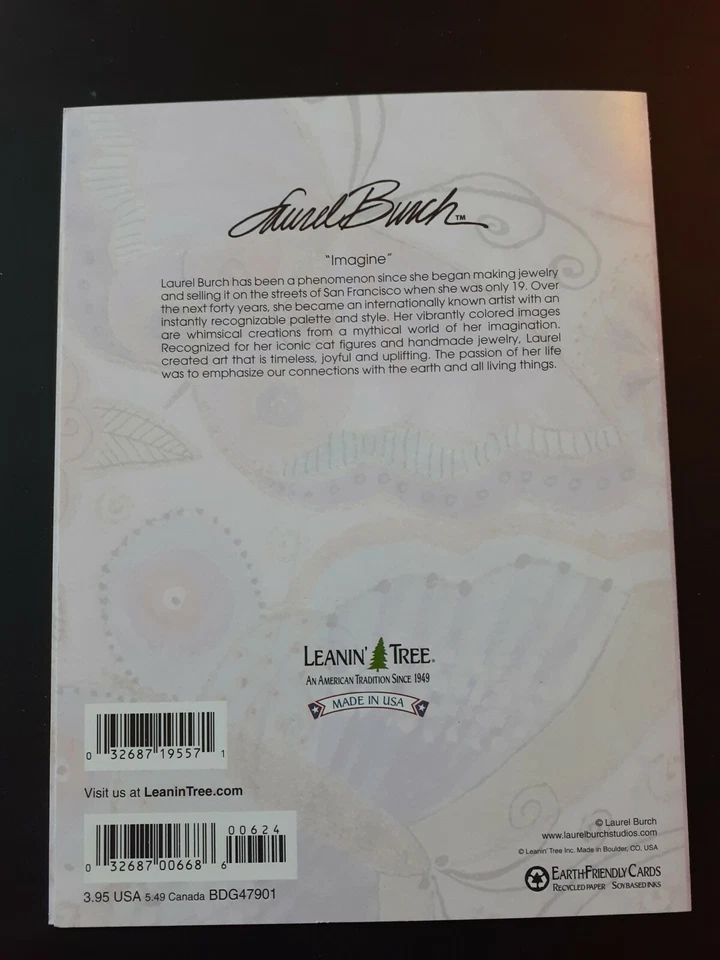 Laurel Burch™
"Imagine"
Laurel Burch has been a phenomenon since she began making jewelry
and selling it on the streets of San Francisco when she was only 19. Over
the next forty years, she became an internationally known artist with an
instantly recognizable palette and style. Her vibrantly colored images
are whimsical creations from a mythical world of her imagination.
Recognized for her iconic cat figures and handmade jewelry, Laurel
created art that is timeless, joyful and uplifting. The passion of her life
was to emphasize our connections with the earth and all living things.
LEANIN' TREE®
AN AMERICAN TRADITION SINCE 1949
MADE IN USA
0 32687 19557 1
Visit us at LeaninTree.com
00624
0 32687 00668 6
3.95 USA 5.49 Canada BDG47901
© Laurel Burch
www.laurelburchstudios.com
© Leanin' Tree Inc. Made in Boulder, CO, USA
EARTH-FRIENDLY CARDS
RECYCLED PAPER SOY BASED INKS